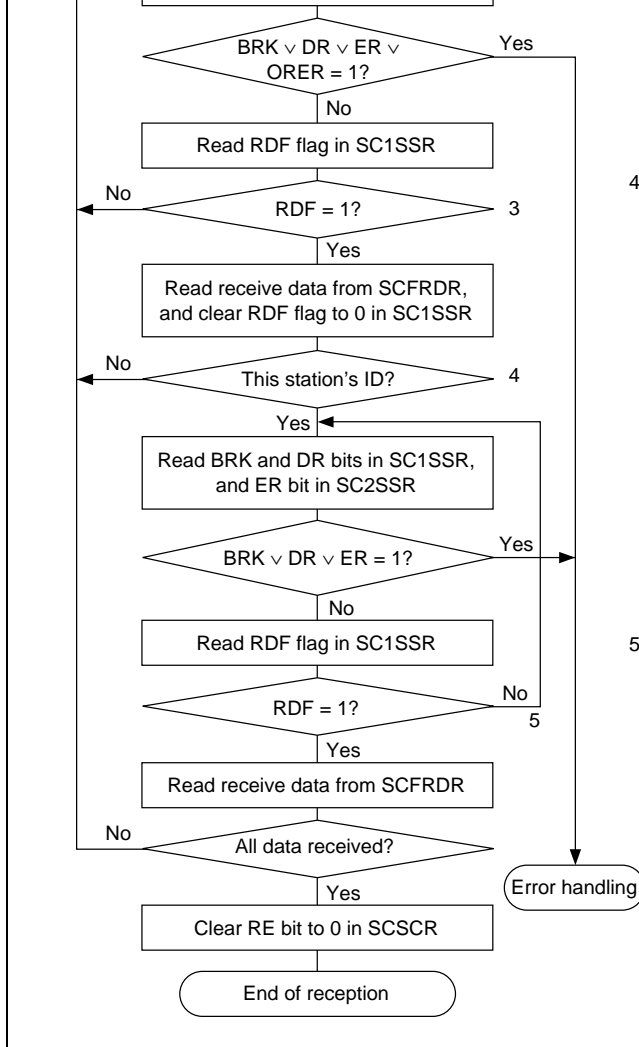 BRK ∨ DR ∨ ER ∨
ORER = 1?
Yes
No
Read RDF flag in SC1SSR
4
No
RDF = 1?
3
Yes
Read receive data from SCFRDR,
and clear RDF flag to 0 in SC1SSR
No
This station's ID?
4
Yes
Read BRK and DR bits in SC1SSR,
and ER bit in SC2SSR
BRK ∨ DR ∨ ER = 1?
Yes
No
Read RDF flag in SC1SSR
5
RDF = 1?
No
5
Yes
Read receive data from SCFRDR
No
All data received?
Yes
Error handling
Clear RE bit to 0 in SCSCR
End of reception